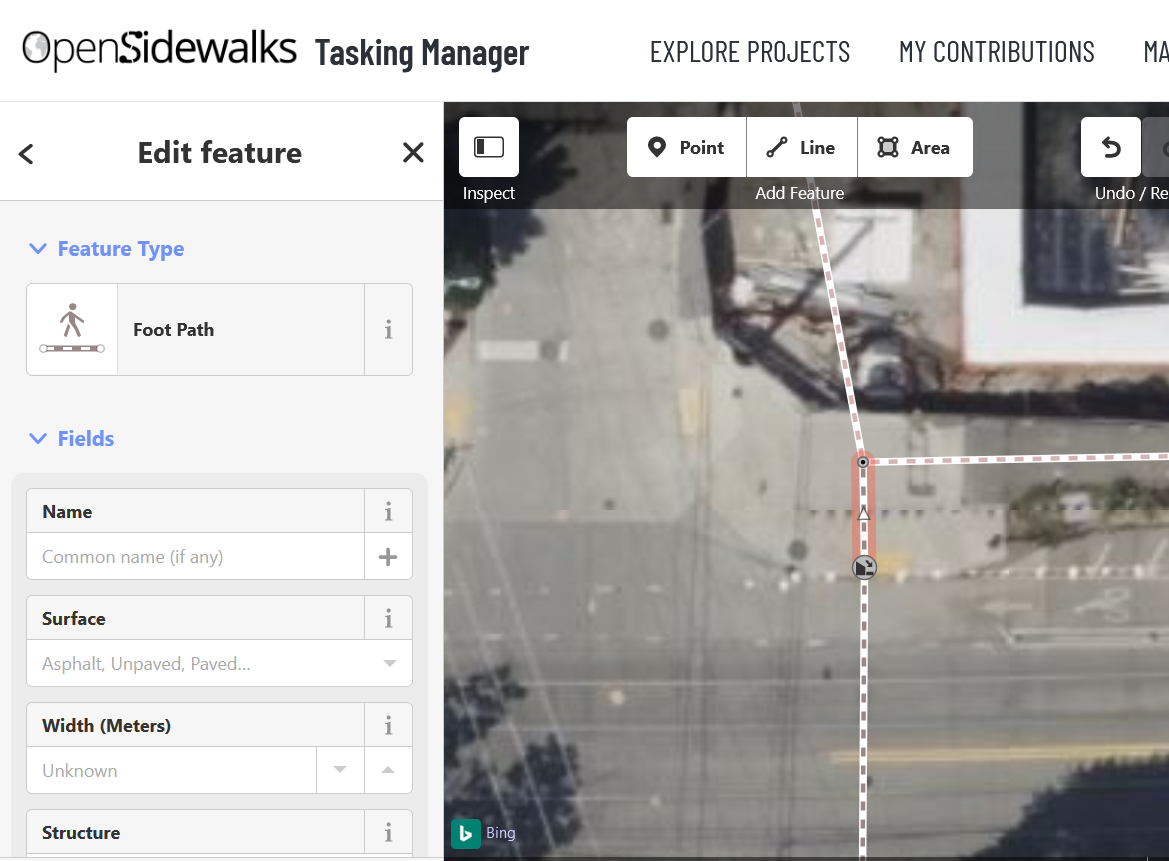 OpenSidewalks Tasking Manager
EXPLORE PROJECTS
MY CONTRIBUTIONS
MA
Edit feature
Feature Type
Foot Path
i
Fields
Name
i
Common name (if any)
Surface
i
Asphalt, Unpaved, Paved...
Width (Meters)
i
Unknown
Structure
i
Inspect
Point
Line
Area
Add Feature
Undo / Re
Bing